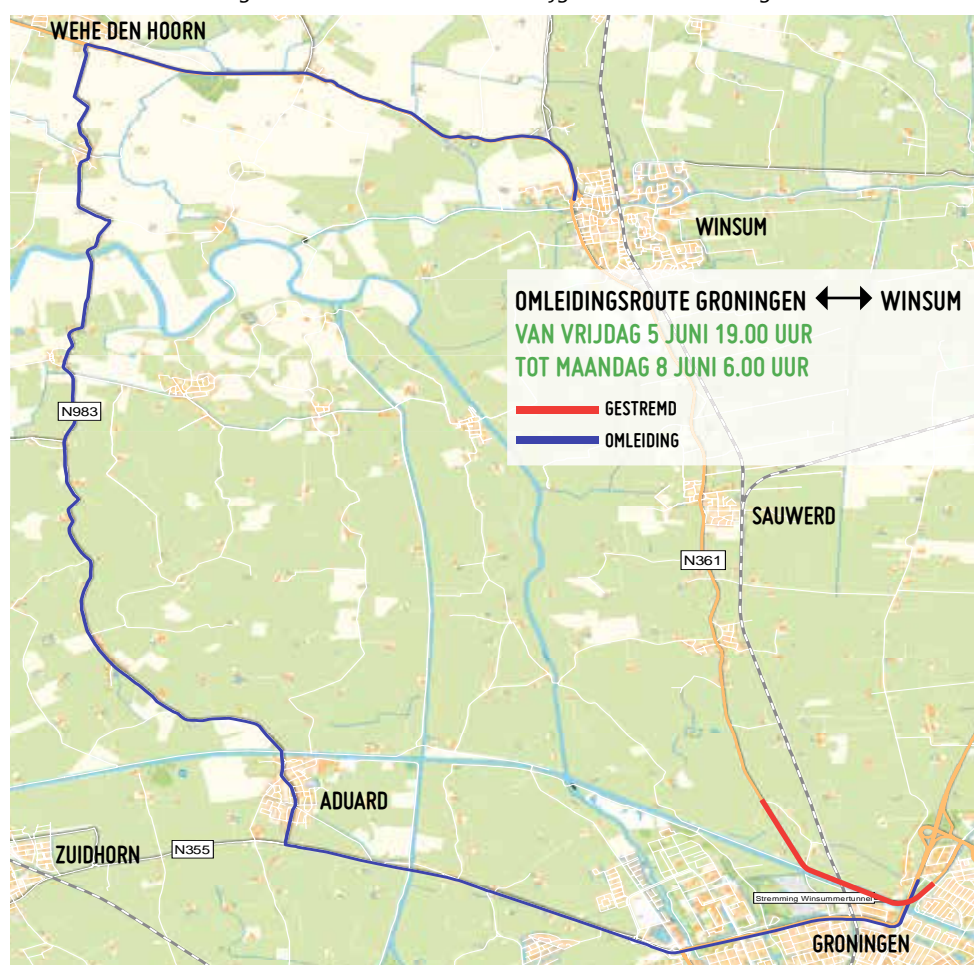 WEHE DEN HOORN
WINSUM
OMLEIDINGSROUTE GRONINGEN ↔ WINSUM
VAN VRIJDAG 5 JUNI 19.00 UUR
TOT MAANDAG 8 JUNI 6.00 UUR
GESTREMD
OMLEIDING
N983
SAUWERD
N361
ADUARD
ZUIDHORN
N355
Stremming Winsummertunnel
GRONINGEN